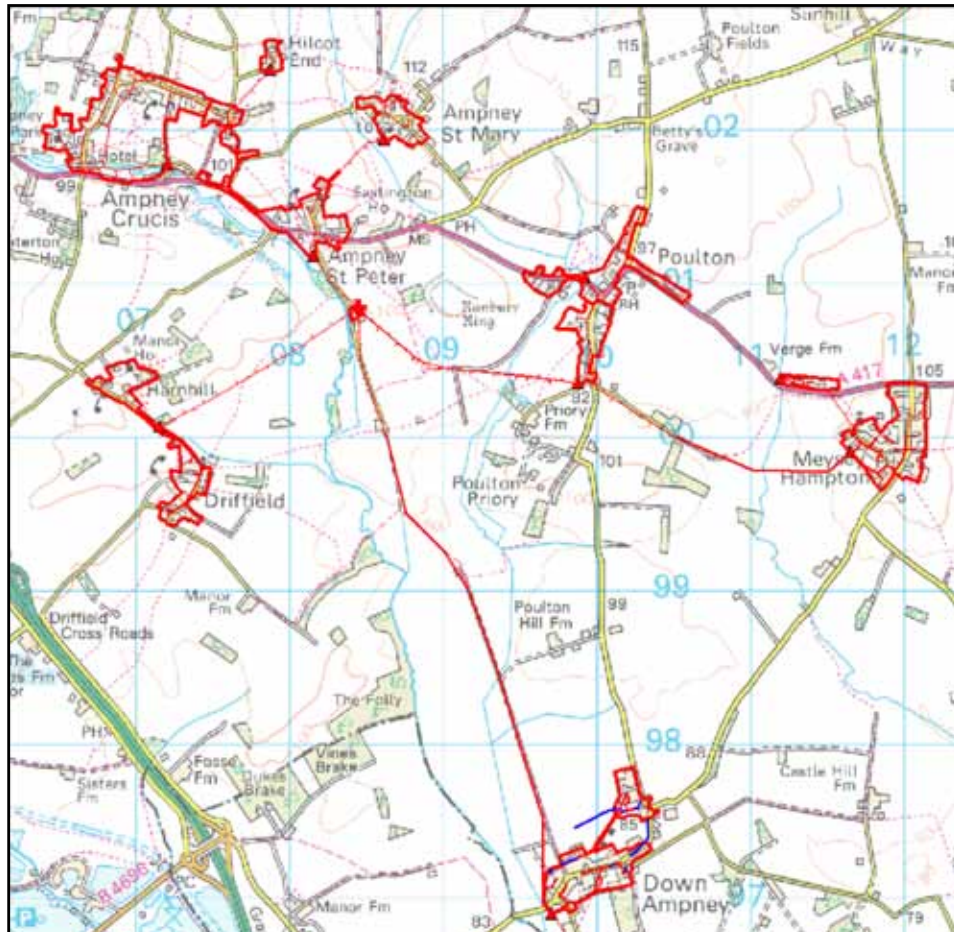 Fm
Hilcot
End
112
115
Poulton
Fields
Sunhill
Way
Ampney
St Mary
Betty's
Grave
02
Hotel
101
99
Ampney
Crucis
Ho
MS
PH
97
Poulton
Ampney
St Peter
01
Manor
Fm
07
08
09
11
12
Manor
Ho
Harnhill
Verge Fm
A 417
105
92
Priory
Fm
101
Poulton
Priory
Meysey
Hampton
Driffield
99
Manor
Fm
Driffield
Cross Roads
Poulton
Hill Fm
99
The Folly
98
PH
88
Fosse
Fm
Sisters
Fm
Dukes
Brake
Vines
Brake
Castle Hill
Fm
85
Down
Ampney
97
B 4696
Manor Fm
83
79
P